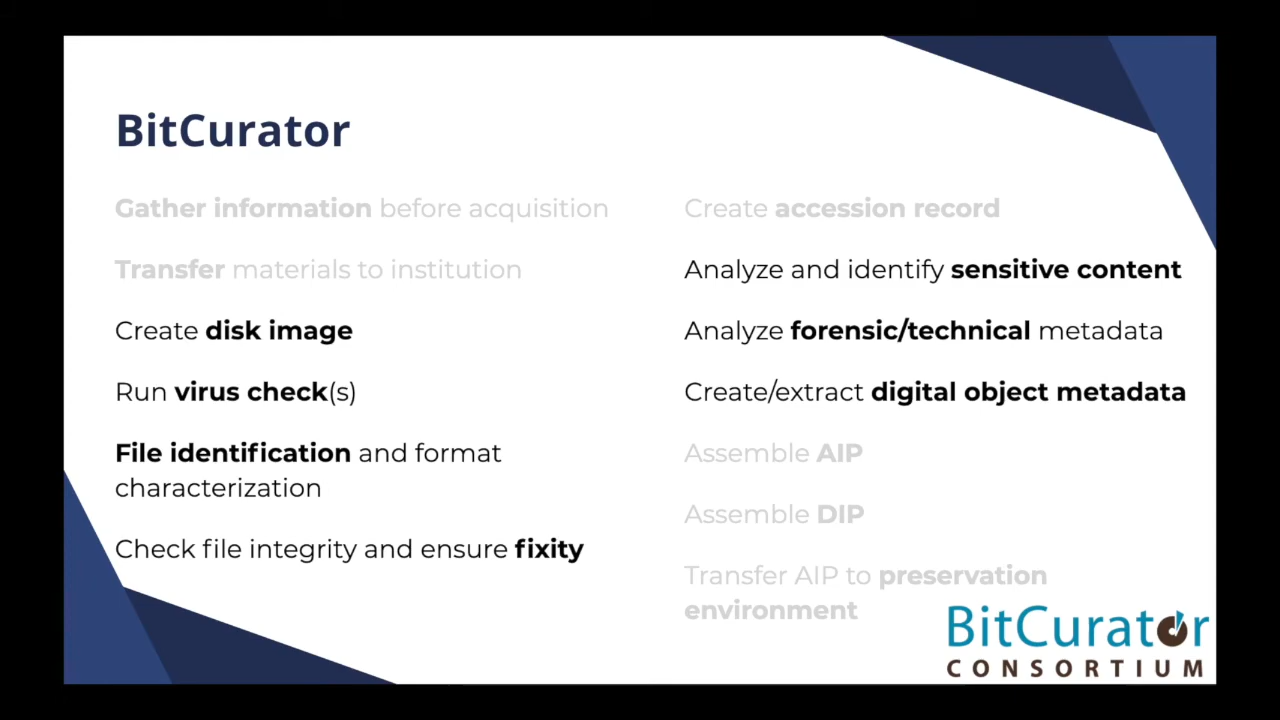 BitCurator
Gather information before acquisition
Transfer materials to institution
Create disk image
Run virus check(s)
File identification and format
characterization
Check file integrity and ensure fixity
Create accession record
Analyze and identify sensitive content
Analyze forensic/technical metadata
Create/extract digital object metadata
Assemble AIP
Assemble DIP
Transfer AIP to preservation
environment
BitCurator
CONSORTIUM